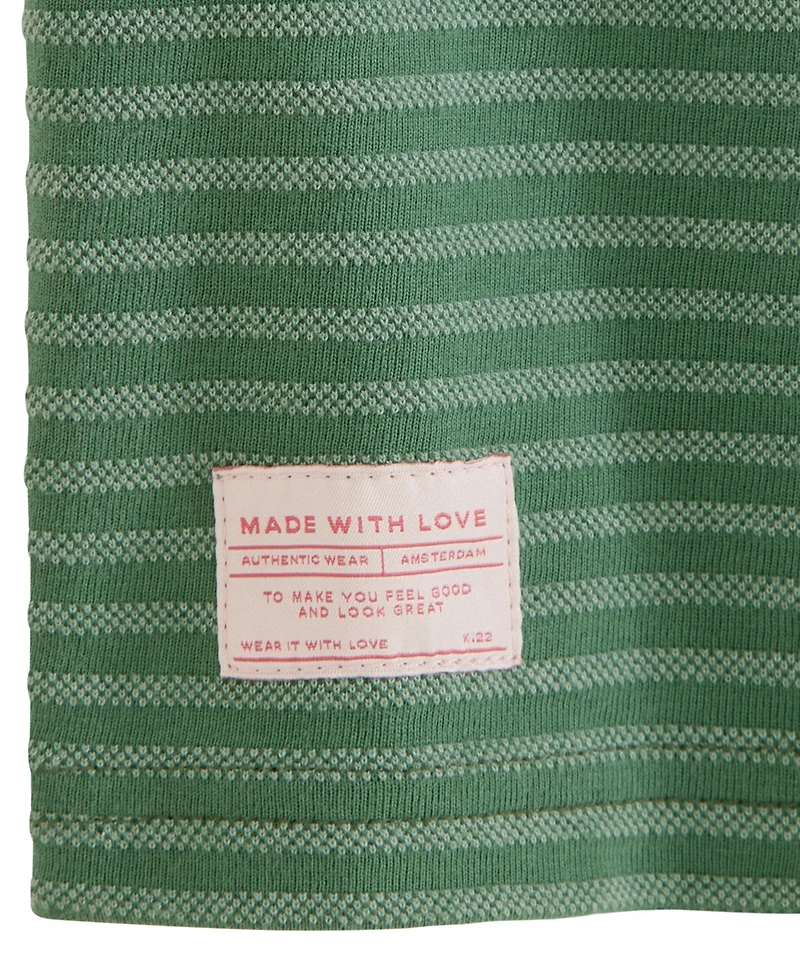 MADE WITH LOVE
AUTHENTIC WEAR | AMSTERDAM
TO MAKE YOU FEEL GOOD
AND LOOK GREAT
WEAR IT WITH LOVE K.22